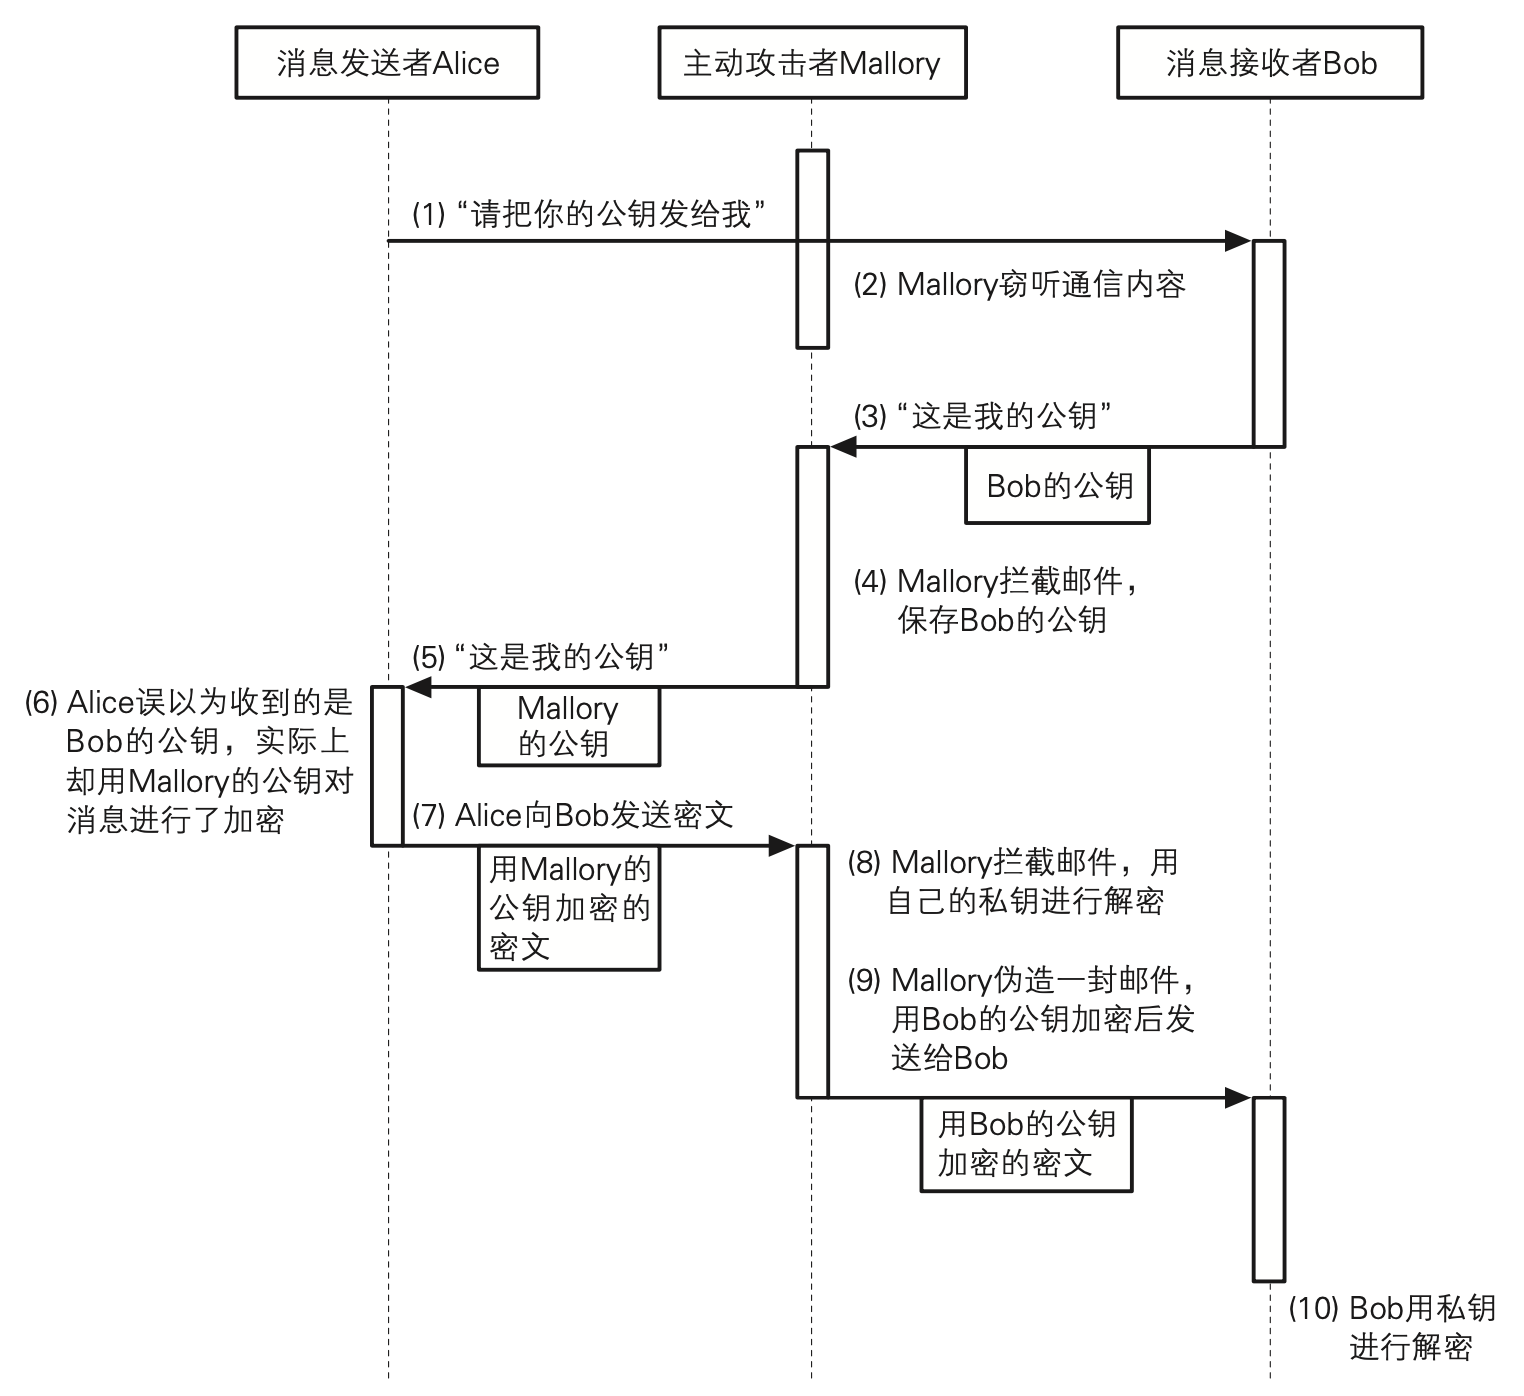 消息发送者Alice
主动攻击者Mallory
消息接收者Bob
(1) “请把你的公钥发给我”
(2) Mallory窃听通信内容
(3) “这是我的公钥”
Bob的公钥
(4) Mallory拦截邮件，
保存Bob的公钥
(5) “这是我的公钥”
Mallory
的公钥
(6) Alice误以为收到的是
Bob的公钥，实际上
却用Mallory的公钥对
消息进行了加密
(7) Alice向Bob发送密文
用Mallory的
公钥加密的
密文
(8) Mallory拦截邮件，用
自己的私钥进行解密
(9) Mallory伪造一封邮件，
用Bob的公钥加密后发
送给Bob
用Bob的公钥
加密的密文
(10) Bob用私钥
进行解密